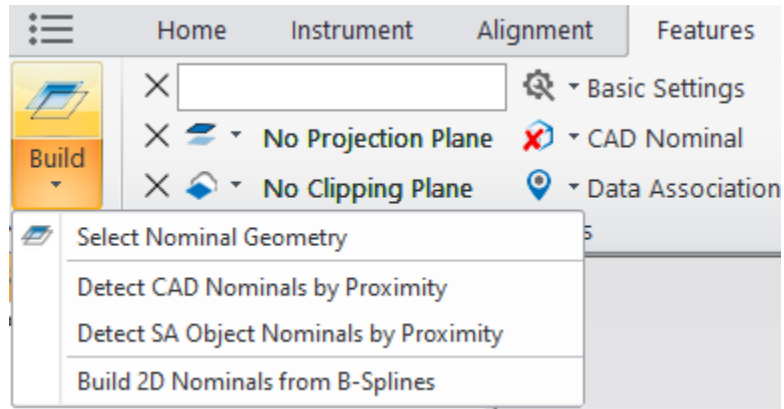 Home Instrument Alignment Features
Basic Settings
Build No Projection Plane CAD Nominal
No Clipping Plane Data Association
Select Nominal Geometry
Detect CAD Nominals by Proximity
Detect SA Object Nominals by Proximity
Build 2D Nominals from B-Splines